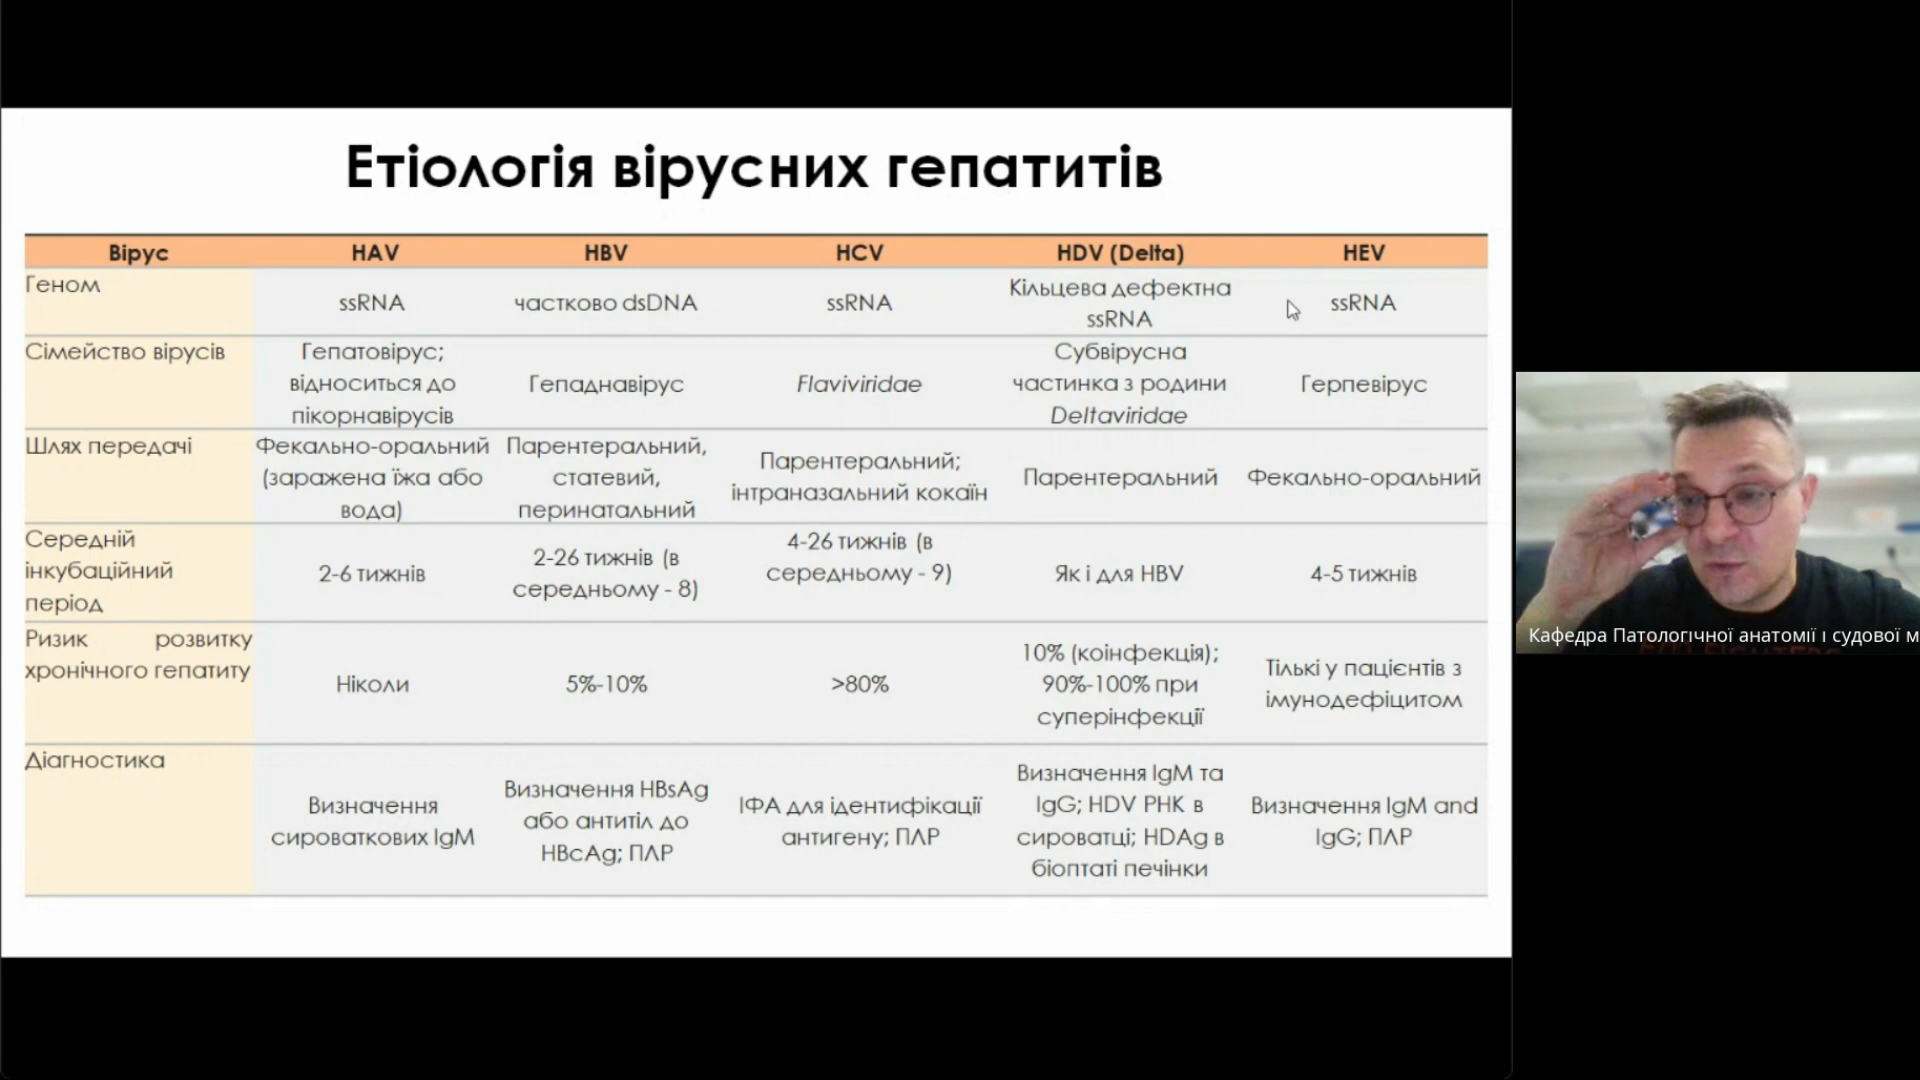 Етіологія вірусних гепатитів
Вірус HAV HBV HCV HDV (Delta) HEV
Геном
ssRNA
частково dsDNA
ssRNA
Кільцева дефектна
ssRNA
ssRNA
Сімейство вірусів
Гепатовірус;
відноситься до
пікорнавірусів
Гепаднавірус
Flaviviridae
Субвірусна
частинка з родини
Deltaviridae
Герпевірус
Шлях передачі
Фекально-оральний
(заражена їжа або
вода)
Парентеральний,
статевий,
перинатальний
Парентеральний;
інтраназальний кокаїн
Парентеральний
Фекально-оральний
Середній
інкубаційний
період
2-6 тижнів
2-26 тижнів (в
середньому - 8)
4-26 тижнів (в
середньому - 9)
Як і для HBV
4-5 тижнів
Ризик розвитку
хронічного гепатиту
Ніколи
5%-10%
>80%
10% (коінфекція);
90%-100% при
суперінфекції
Тількі у пацієнтів з
імунодефіцитом
Діагностика
Визначення
сироваткових IgM
Визначення HBsAg
або антитіл до
HBcAg; ПЛР
ІФА для ідентифікації
антигену; ПЛР
Визначення IgM та
IgG; HDV РНК в
сироватці; HDAg в
біоптаті печінки
Визначення IgM and
IgG; ПЛР
Кафедра Патологічної анатомії і судової м